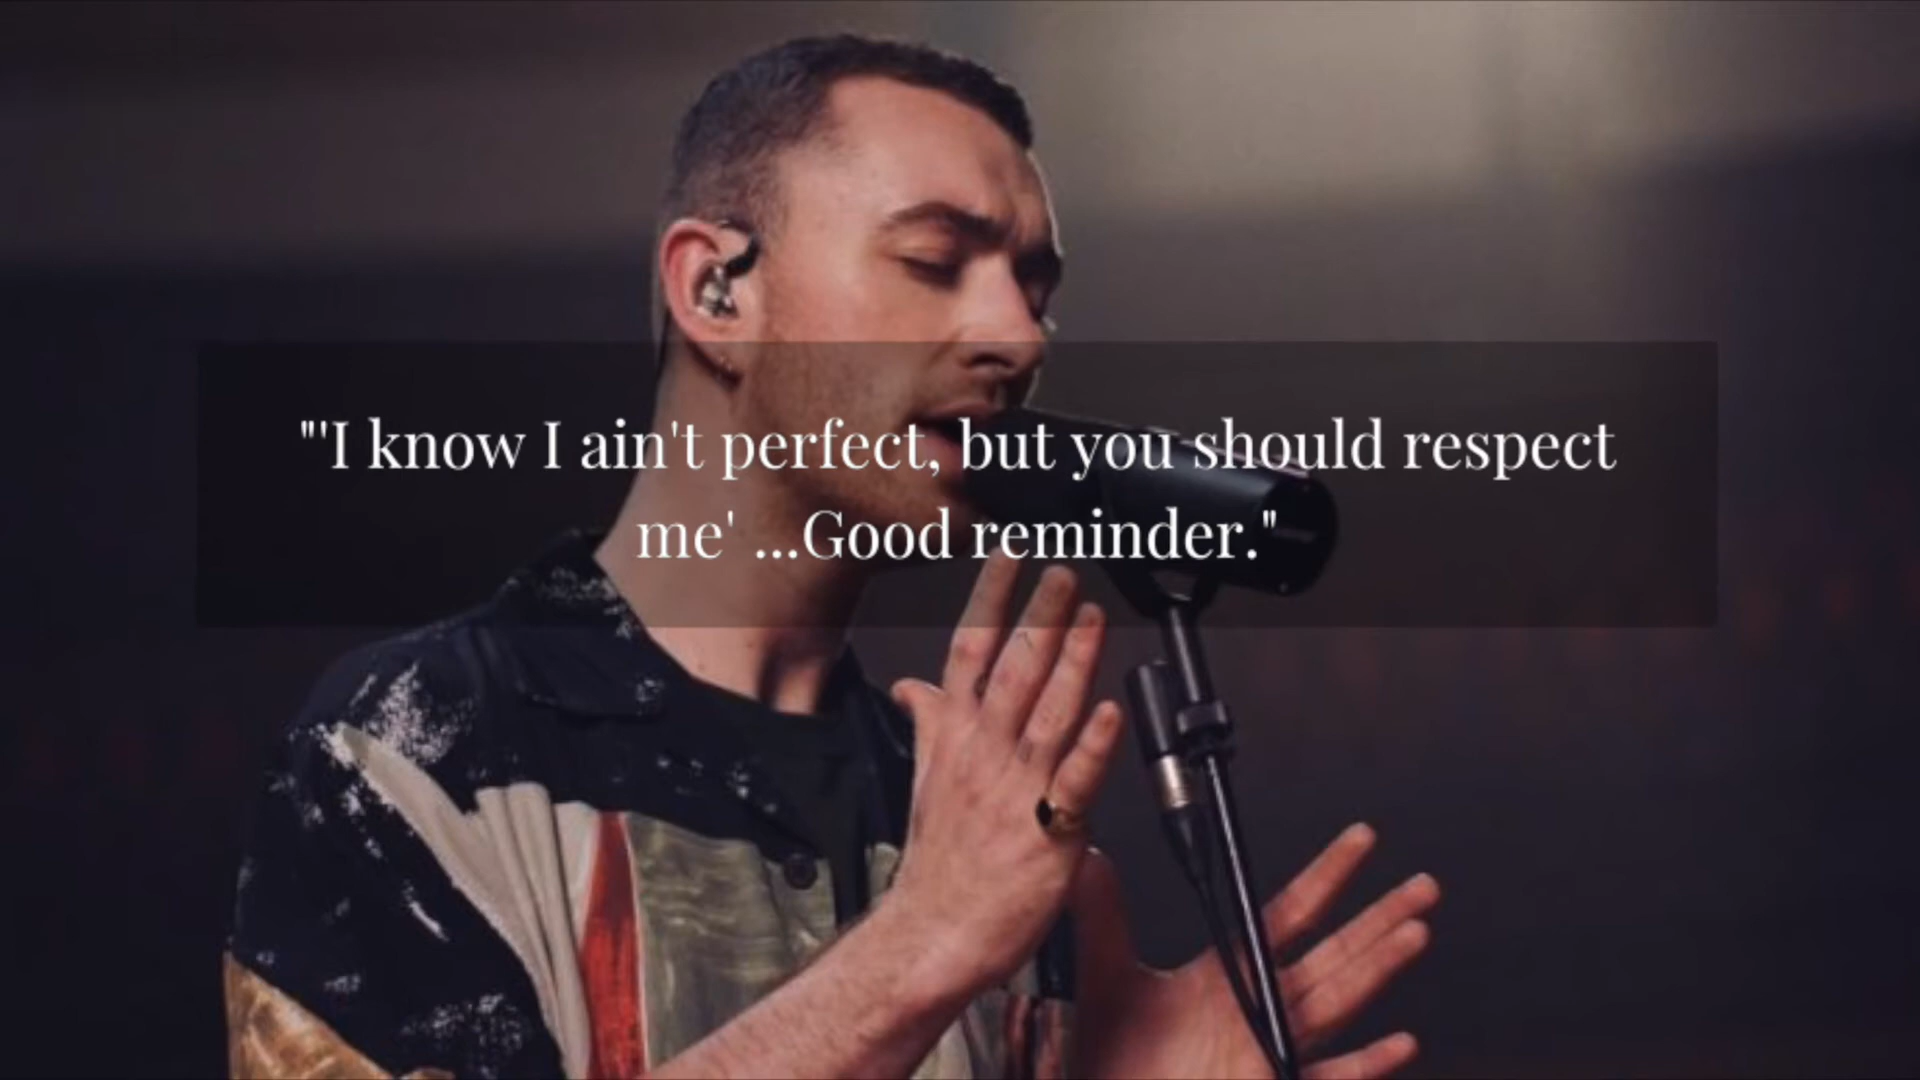 "'I know I ain't perfect, but you should respect
me' ...Good reminder."